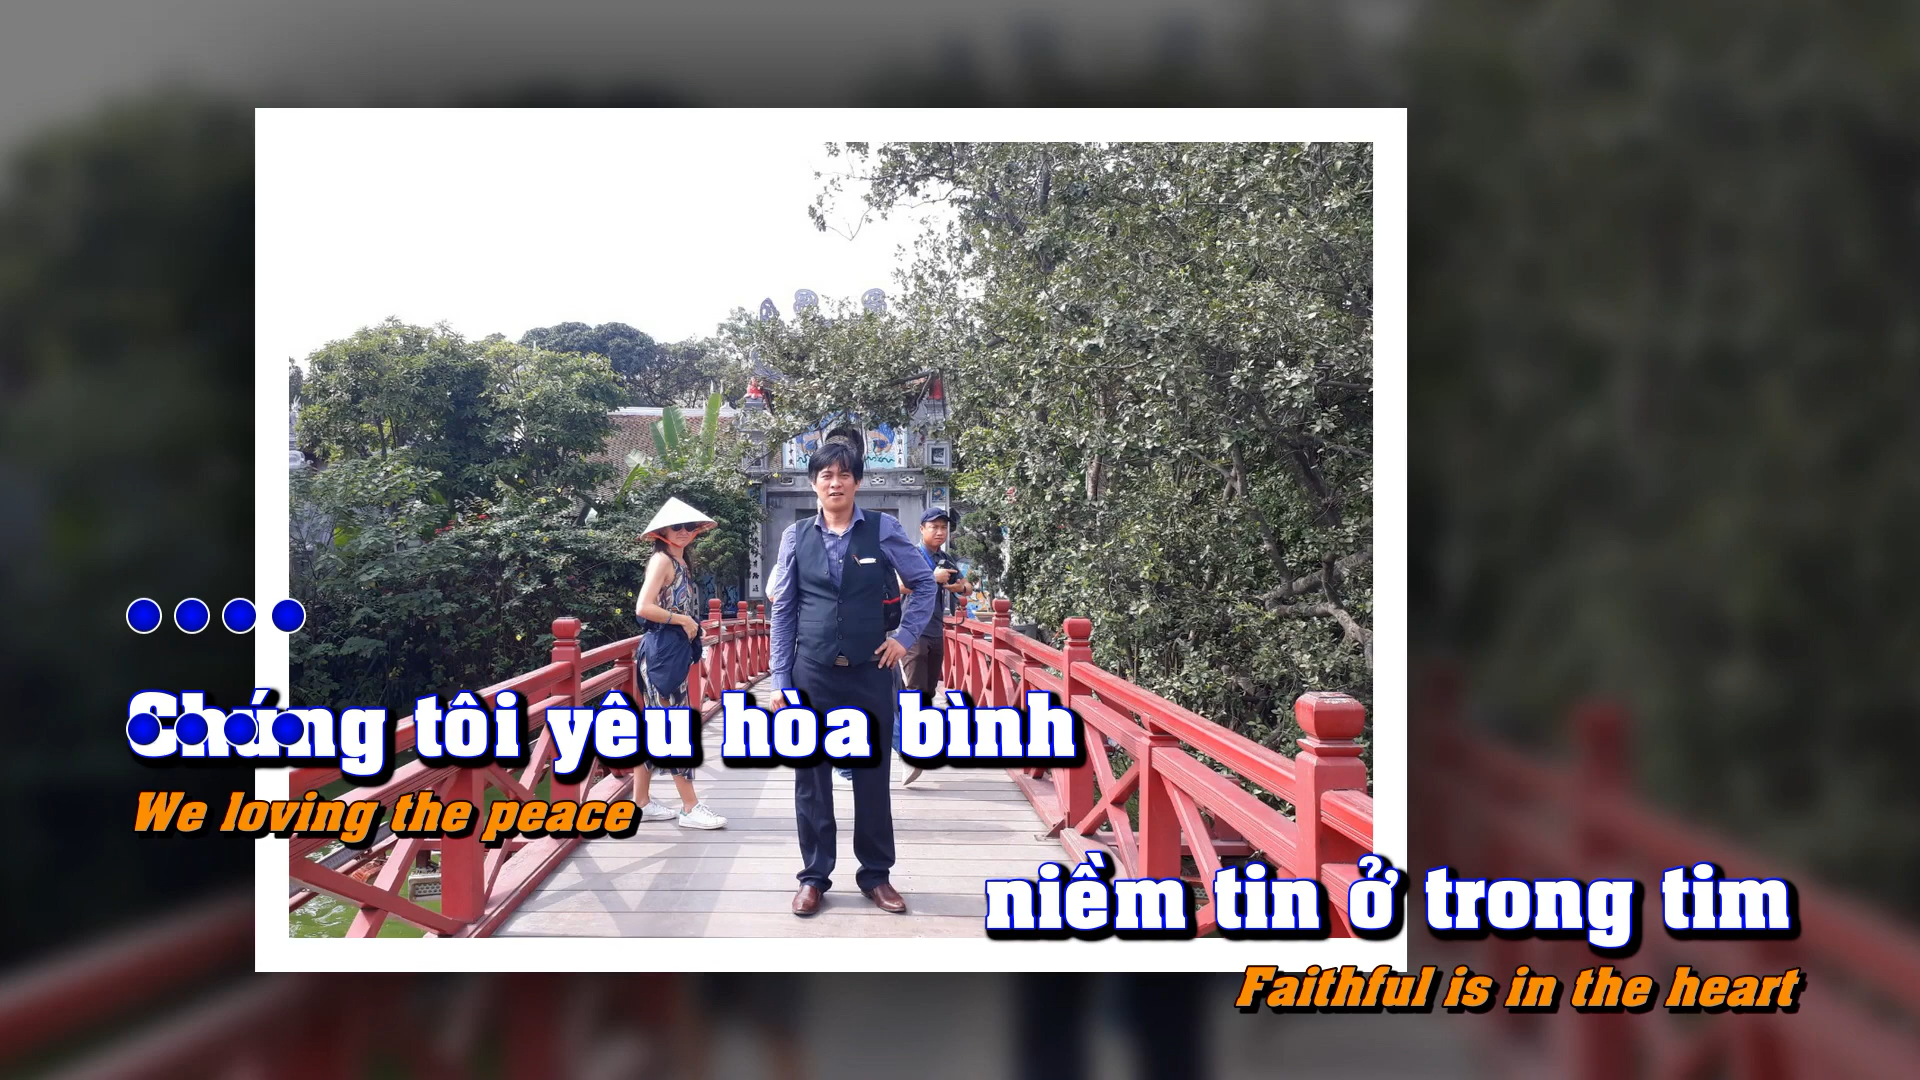 Chúng tôi yêu hòa bình
We loving the peace
niềm tin ở trong tim
Faithful is in the heart